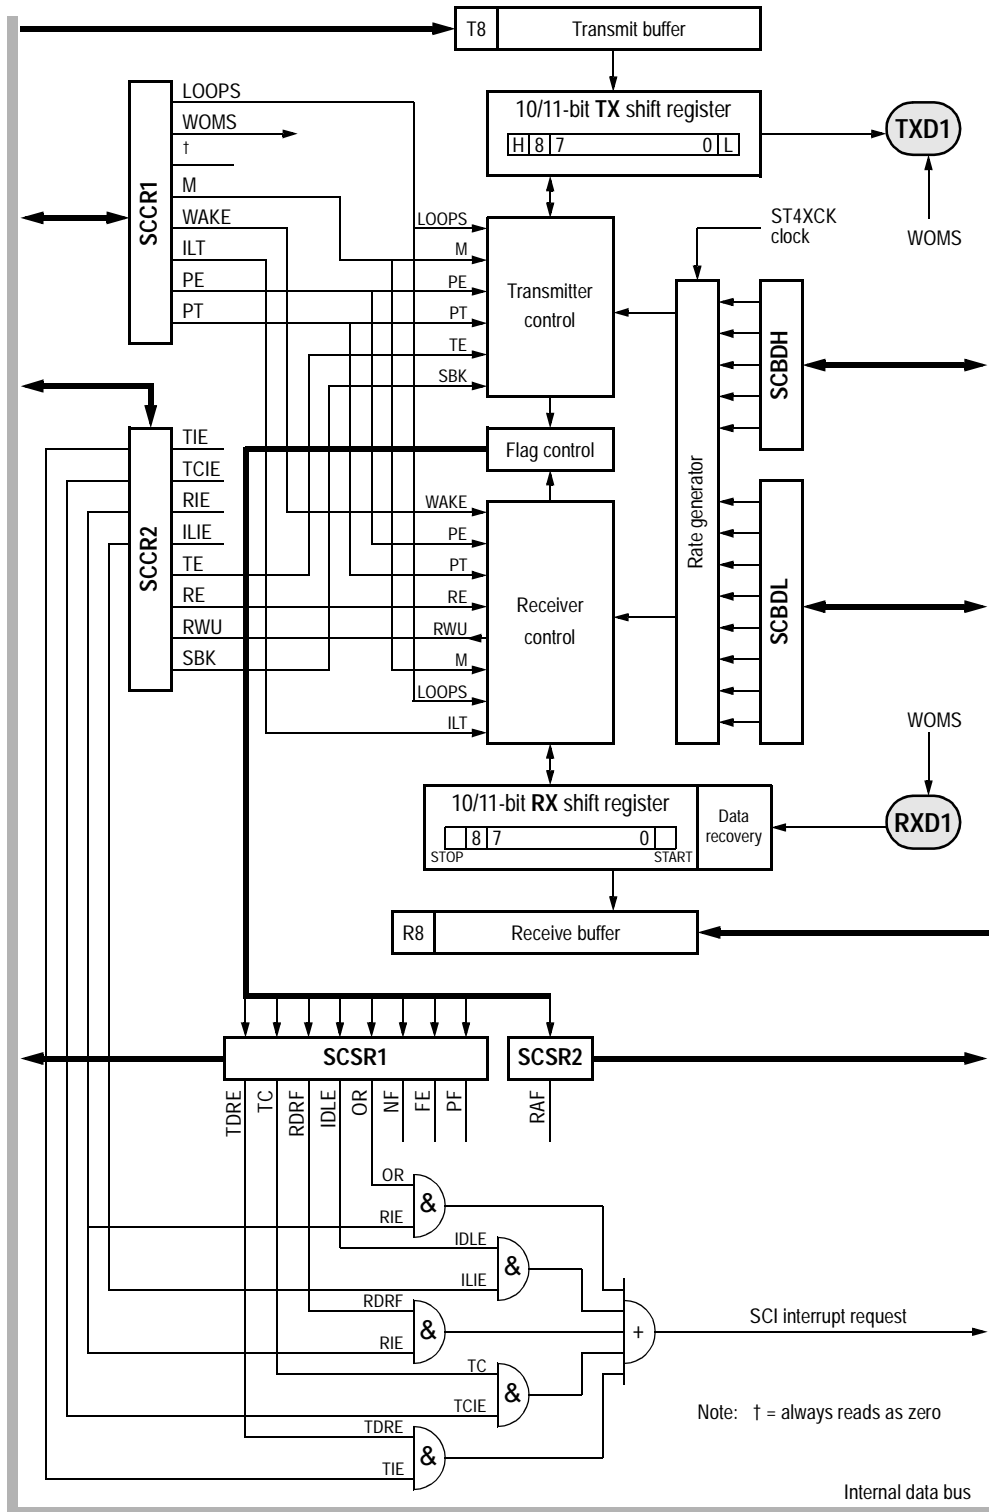 T8 Transmit buffer
10/11-bit TX shift register
H 8 7 0 L
TXD1
WOMS
ST4XCK
clock
SCCR1
LOOPS
WOMS
†
M
WAKE
ILT
PE
PT
LOOPS
M
PE
PT
TE
SBK
Transmitter
control
SCBDH
Flag control
Rate generator
SCCR2
TIE
TCIE
RIE
ILIE
TE
RE
RWU
SBK
WAKE
PE
PT
RE
RWU
M
LOOPS
ILT
Receiver
control
SCBDL
WOMS
RXD1
10/11-bit RX shift register
8 7 0
STOP START
Data
recovery
R8 Receive buffer
SCSR1
SCSR2
TDRE
TC
RDRF
IDLE
OR
NF
FE
PF
RAF
OR
RIE
&
IDLE
ILIE
&
RDRF
RIE
&
TC
TCIE
&
TDRE
TIE
&
+
SCI interrupt request
Note: † = always reads as zero
Internal data bus